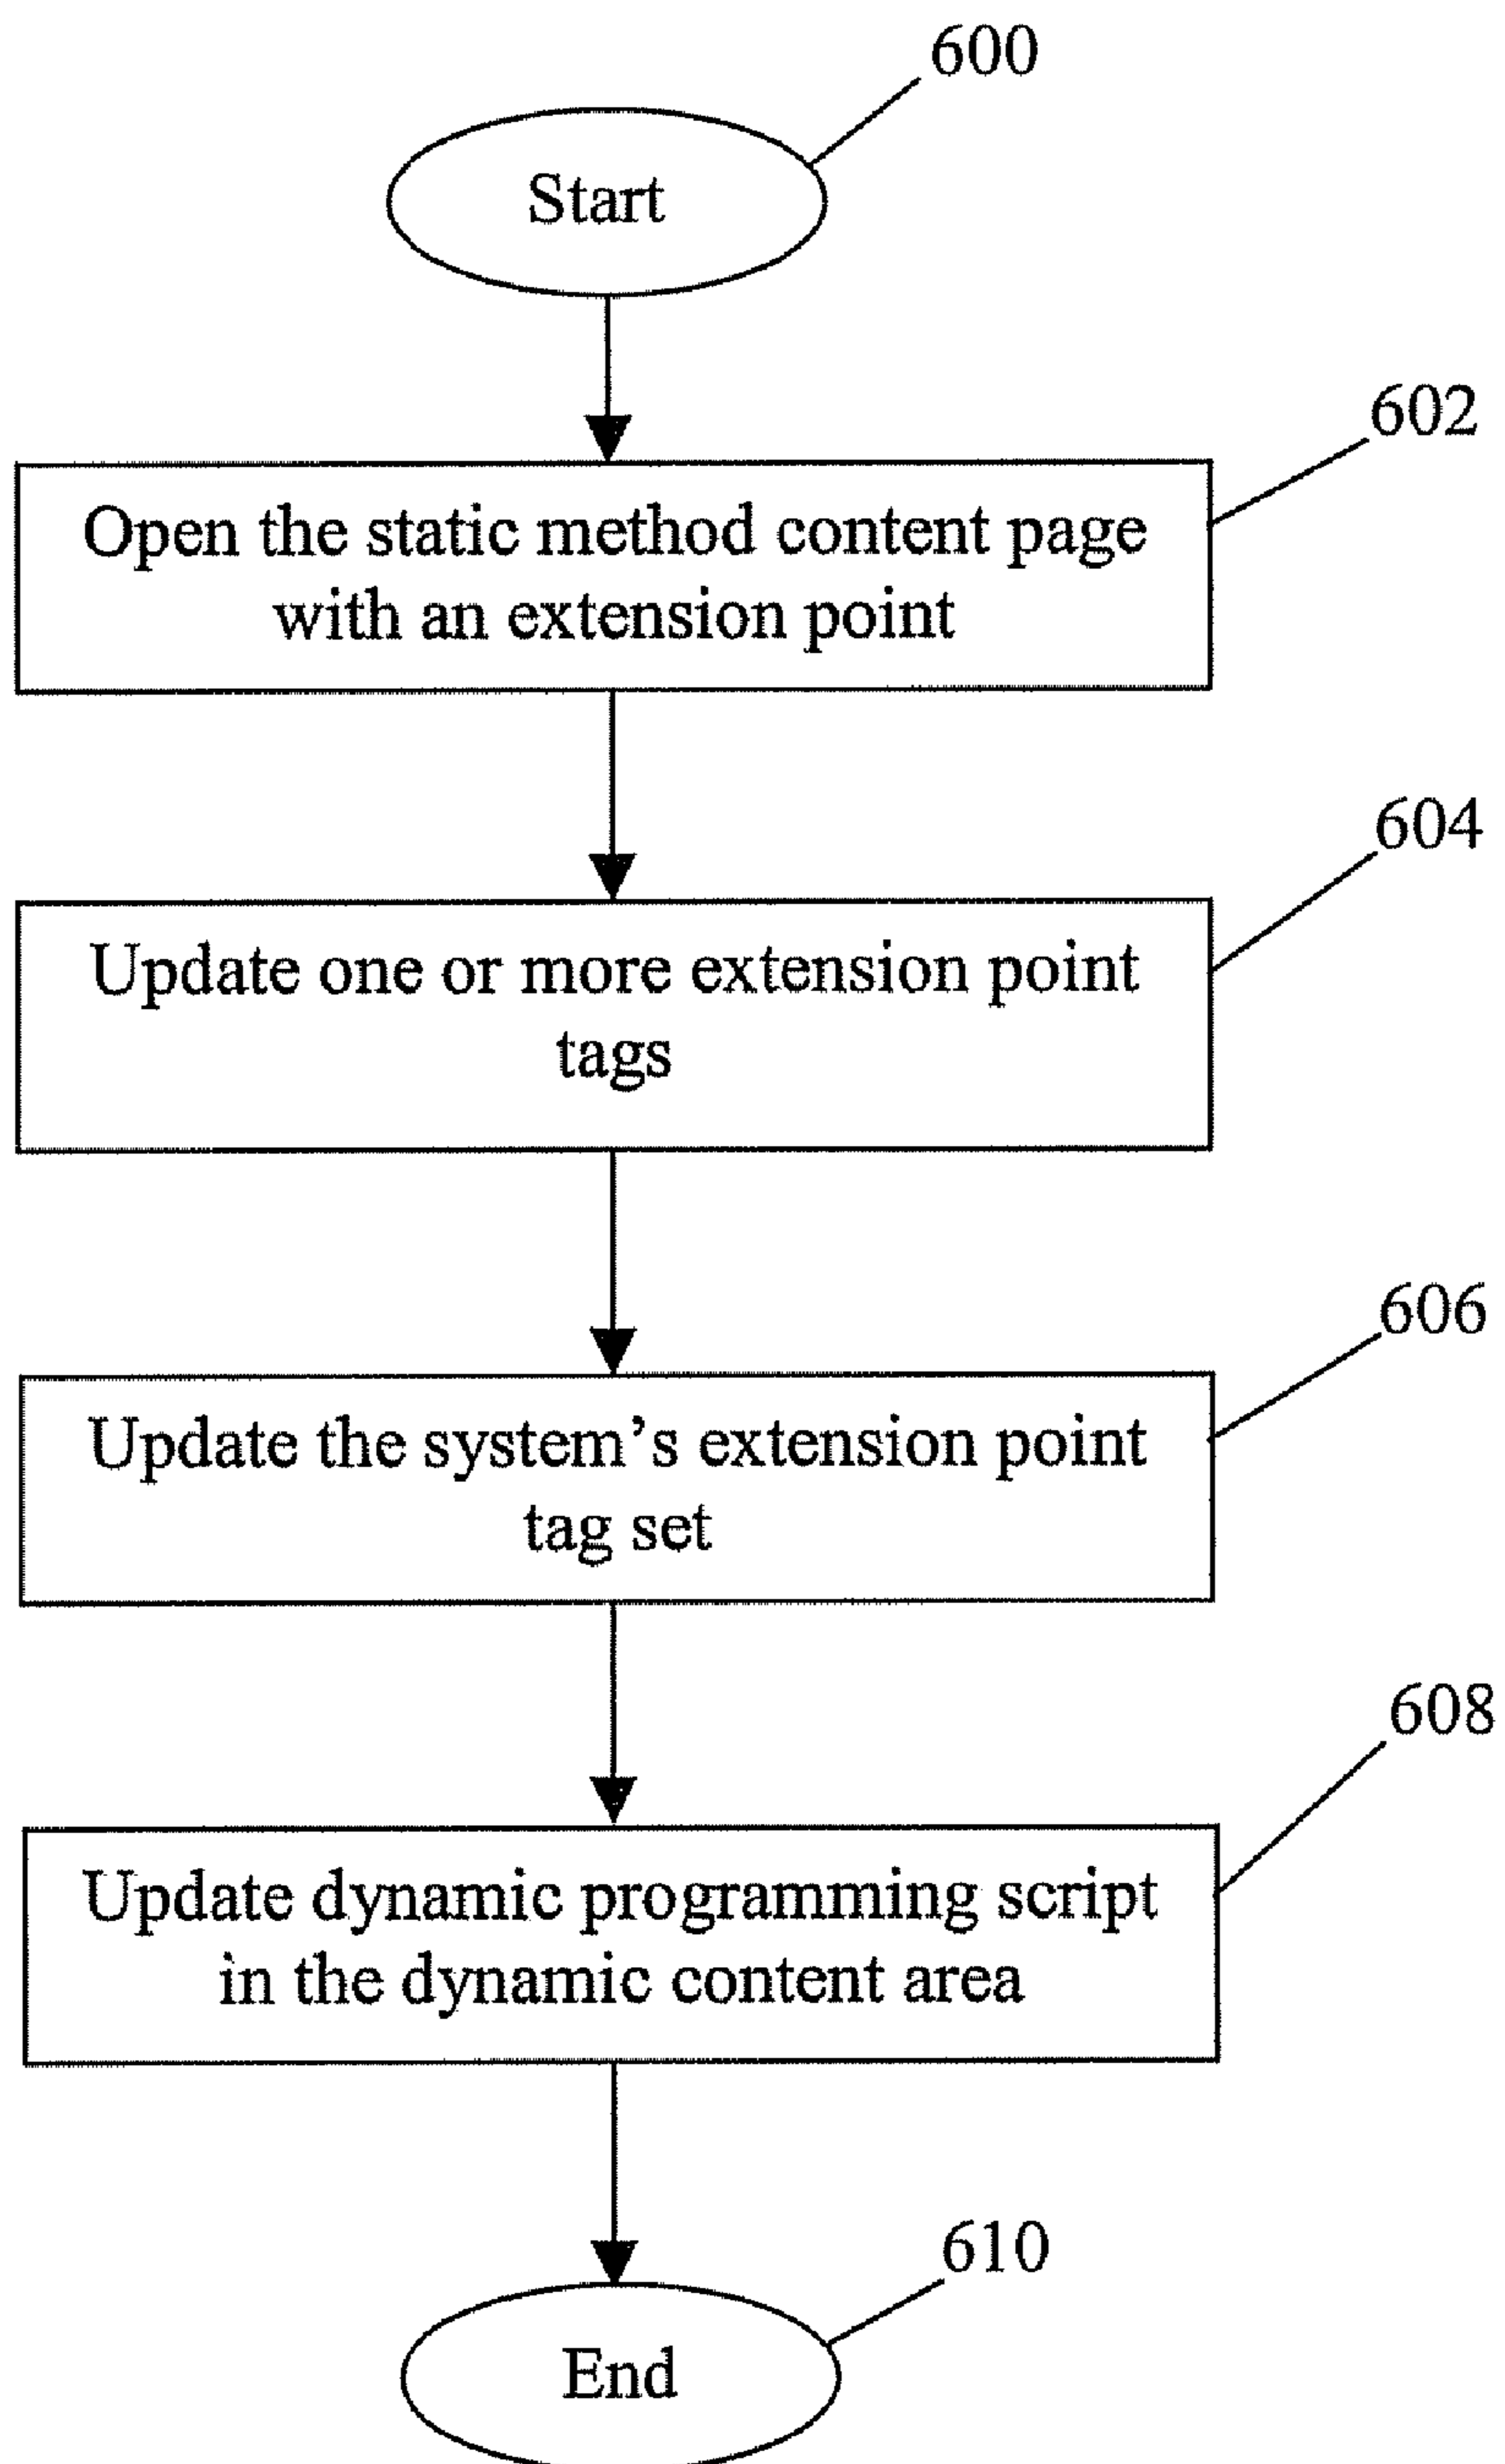 600
Start
602
Open the static method content page
with an extension point
604
Update one or more extension point
tags
606
Update the system’s extension point
tag set
608
Update dynamic programming script
in the dynamic content area
610
End